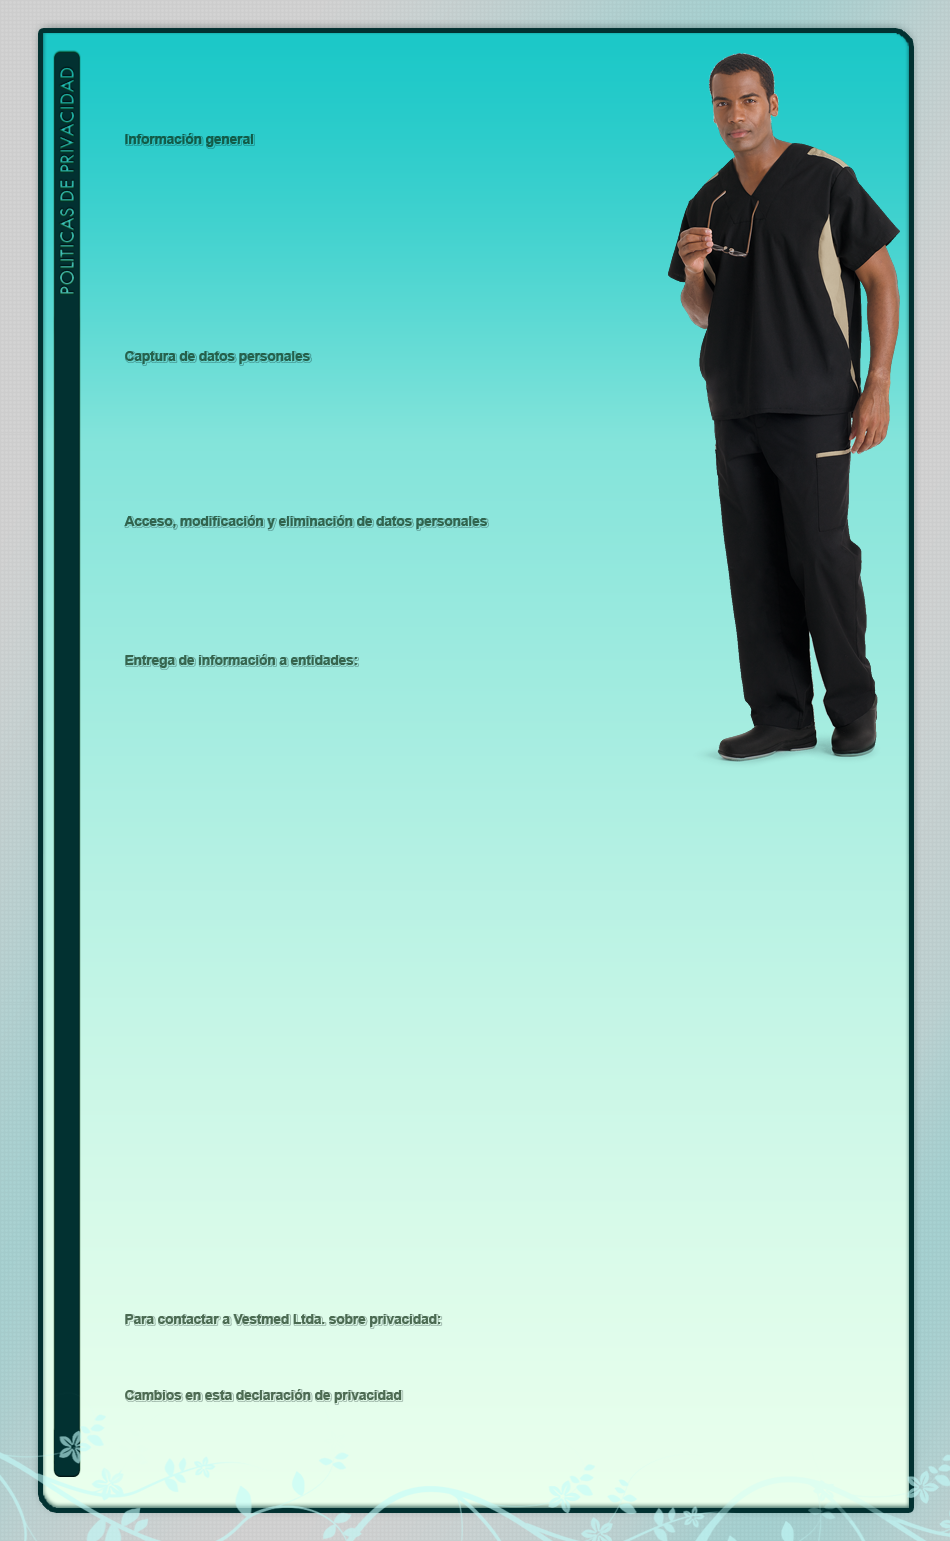 POLITICAS DE PRIVACIDAD
Información general
Captura de datos personales
Acceso, modificación y eliminación de datos personales
Entrega de información a entidades:
Para contactar a Vestmed Ltda. sobre privacidad:
Cambios en esta declaración de privacidad